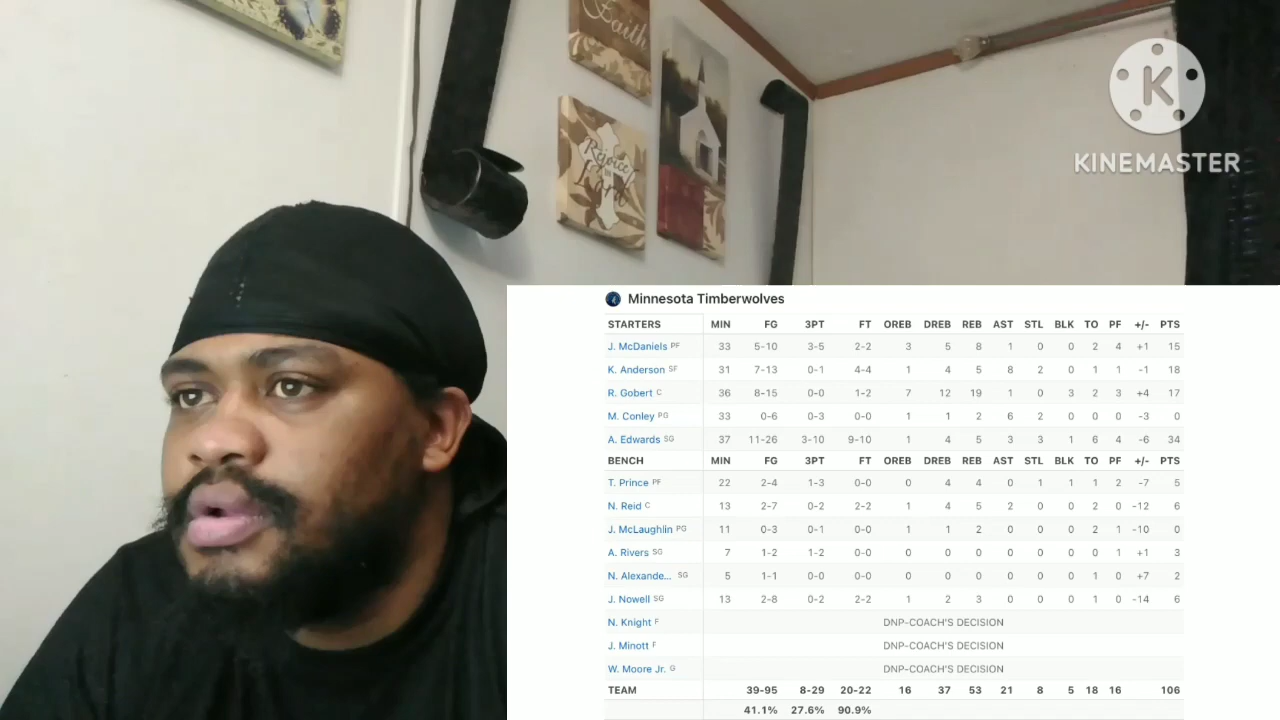 Faith
Rejoice
in the
Lord
K
KINEMASTER
Minnesota Timberwolves
STARTERS MIN FG 3PT FT OREB DREB REB AST STL BLK TO PF +/- PTS
J. McDaniels PF 33 5-10 3-5 2-2 3 5 8 1 0 0 2 4 +1 15
K. Anderson SF 31 7-13 0-1 4-4 1 4 5 8 2 0 1 1 -1 18
R. Gobert C 36 8-15 0-0 1-2 7 12 19 1 0 3 2 3 +4 17
M. Conley PG 33 0-6 0-3 0-0 1 1 2 6 2 0 0 0 -3 0
A. Edwards SG 37 11-26 3-10 9-10 1 4 5 3 3 1 6 4 -6 34
BENCH MIN FG 3PT FT OREB DREB REB AST STL BLK TO PF +/- PTS
T. Prince PF 22 2-4 1-3 0-0 0 4 4 0 1 1 1 2 -7 5
N. Reid C 13 2-7 0-2 2-2 1 4 5 2 0 0 2 0 -12 6
J. McLaughlin PG 11 0-3 0-1 0-0 1 1 2 0 0 0 2 1 -10 0
A. Rivers SG 7 1-2 1-2 0-0 0 0 0 0 0 0 0 1 +1 3
N. Alexande... SG 5 1-1 0-0 0-0 0 0 0 0 0 0 1 0 +7 2
J. Nowell SG 13 2-8 0-2 2-2 1 2 3 0 0 0 1 0 -14 6
N. Knight F DNP-COACH'S DECISION
J. Minott F DNP-COACH'S DECISION
W. Moore Jr. G DNP-COACH'S DECISION
TEAM 39-95 8-29 20-22 16 37 53 21 8 5 18 16 106
41.1% 27.6% 90.9%